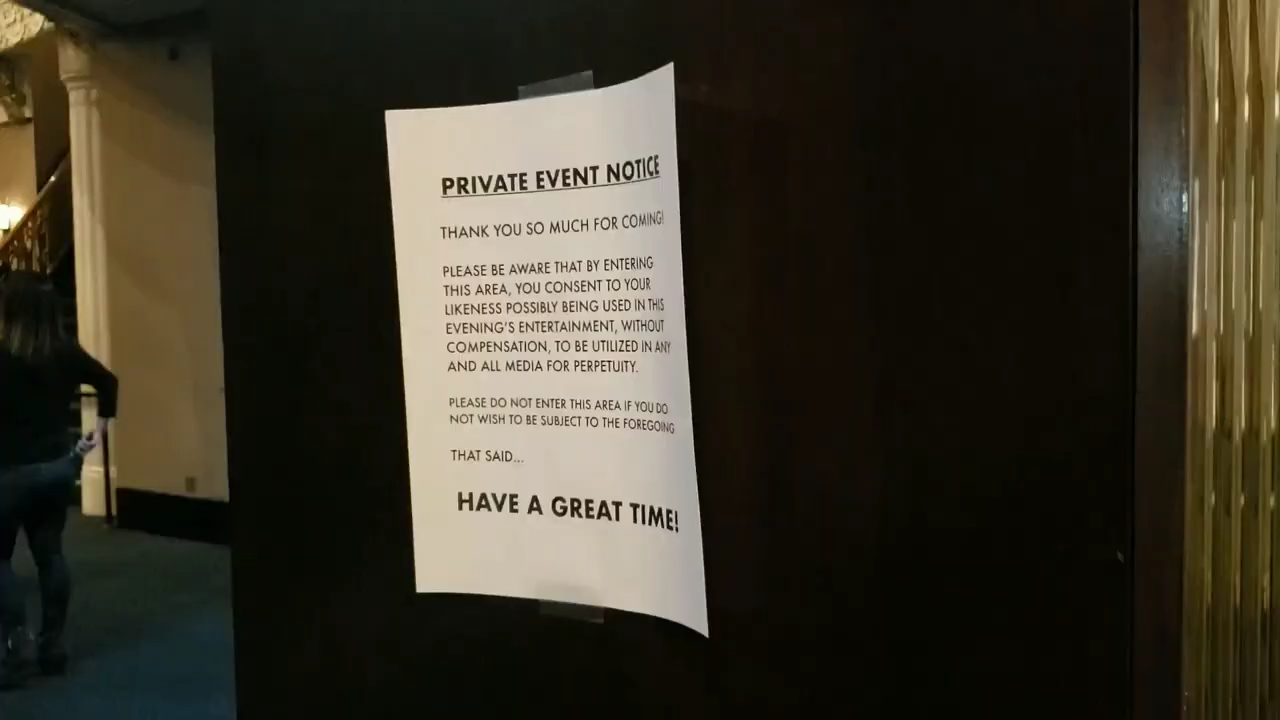 PRIVATE EVENT NOTICE
THANK YOU SO MUCH FOR COMING!
PLEASE BE AWARE THAT BY ENTERING
THIS AREA, YOU CONSENT TO YOUR
LIKENESS POSSIBLY BEING USED IN THIS
EVENING'S ENTERTAINMENT, WITHOUT
COMPENSATION, TO BE UTILIZED IN ANY
AND ALL MEDIA FOR PERPETUITY.
PLEASE DO NOT ENTER THIS AREA IF YOU DO
NOT WISH TO BE SUBJECT TO THE FOREGOING
THAT SAID...
HAVE A GREAT TIME!